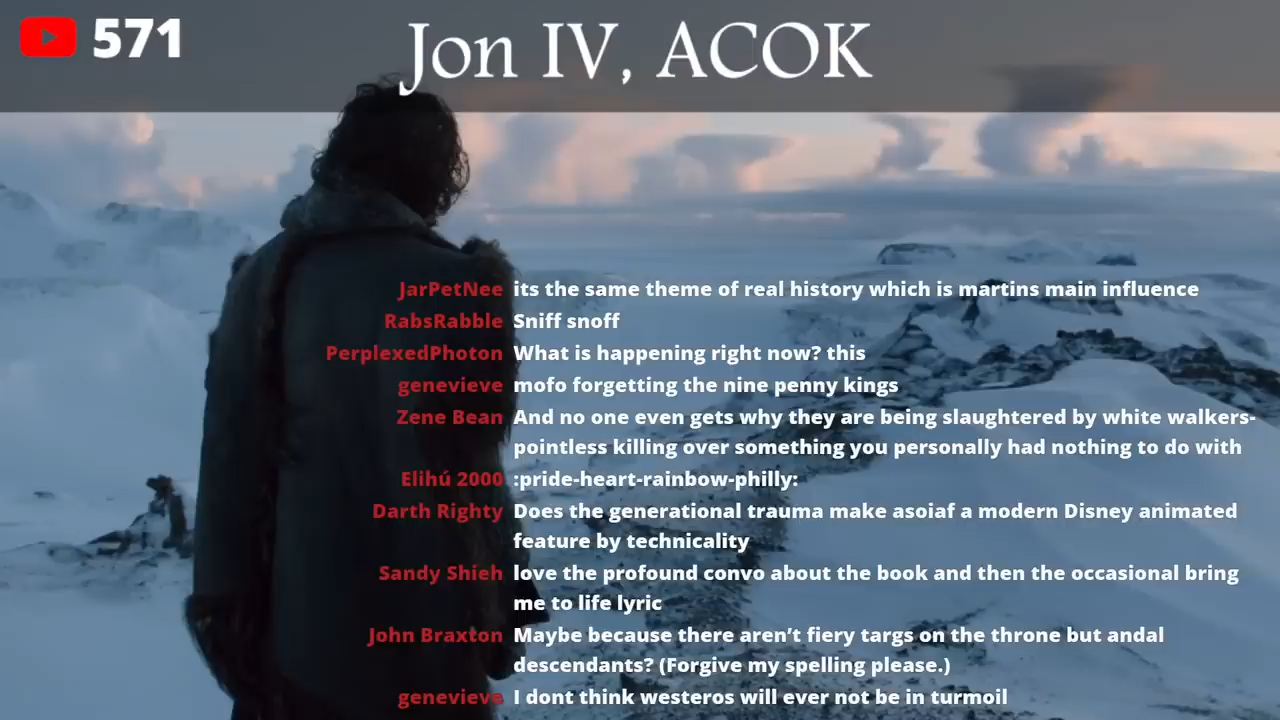 571
Jon IV, ACOK
JarPetNee its the same theme of real history which is martins main influence
RabsRabble Sniff snoff
PerplexedPhoton What is happening right now? this
genevieve mofo forgetting the nine penny kings
Zene Bean And no one even gets why they are being slaughtered by white walkers-
pointless killing over something you personally had nothing to do with
Elihú 2000 :pride-heart-rainbow-philly:
Darth Righty Does the generational trauma make asoiaf a modern Disney animated
feature by technicality
Sandy Shieh love the profound convo about the book and then the occasional bring
me to life lyric
John Braxton Maybe because there aren’t fiery targs on the throne but andal
descendants? (Forgive my spelling please.)
genevieve I dont think westeros will ever not be in turmoil